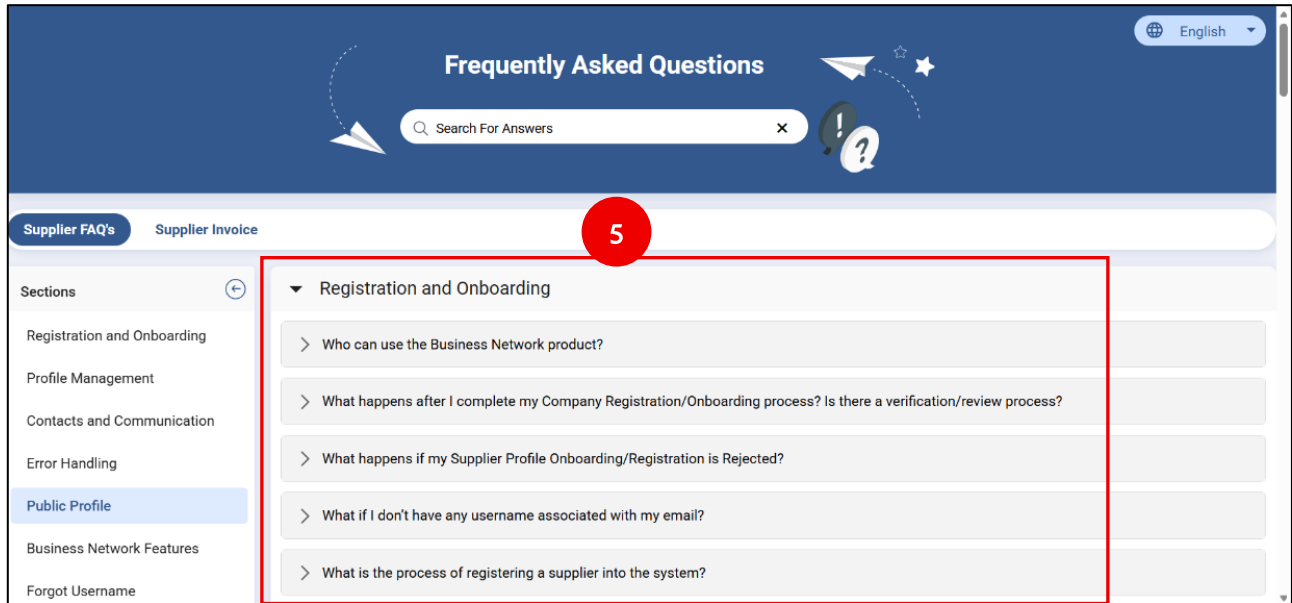 English
Frequently Asked Questions
Search For Answers
Supplier FAQ's
Supplier Invoice
5
Sections
Registration and Onboarding
Profile Management
Contacts and Communication
Error Handling
Public Profile
Business Network Features
Forgot Username
Registration and Onboarding
Who can use the Business Network product?
What happens after I complete my Company Registration/Onboarding process? Is there a verification/review process?
What happens if my Supplier Profile Onboarding/Registration is Rejected?
What if I don't have any username associated with my email?
What is the process of registering a supplier into the system?